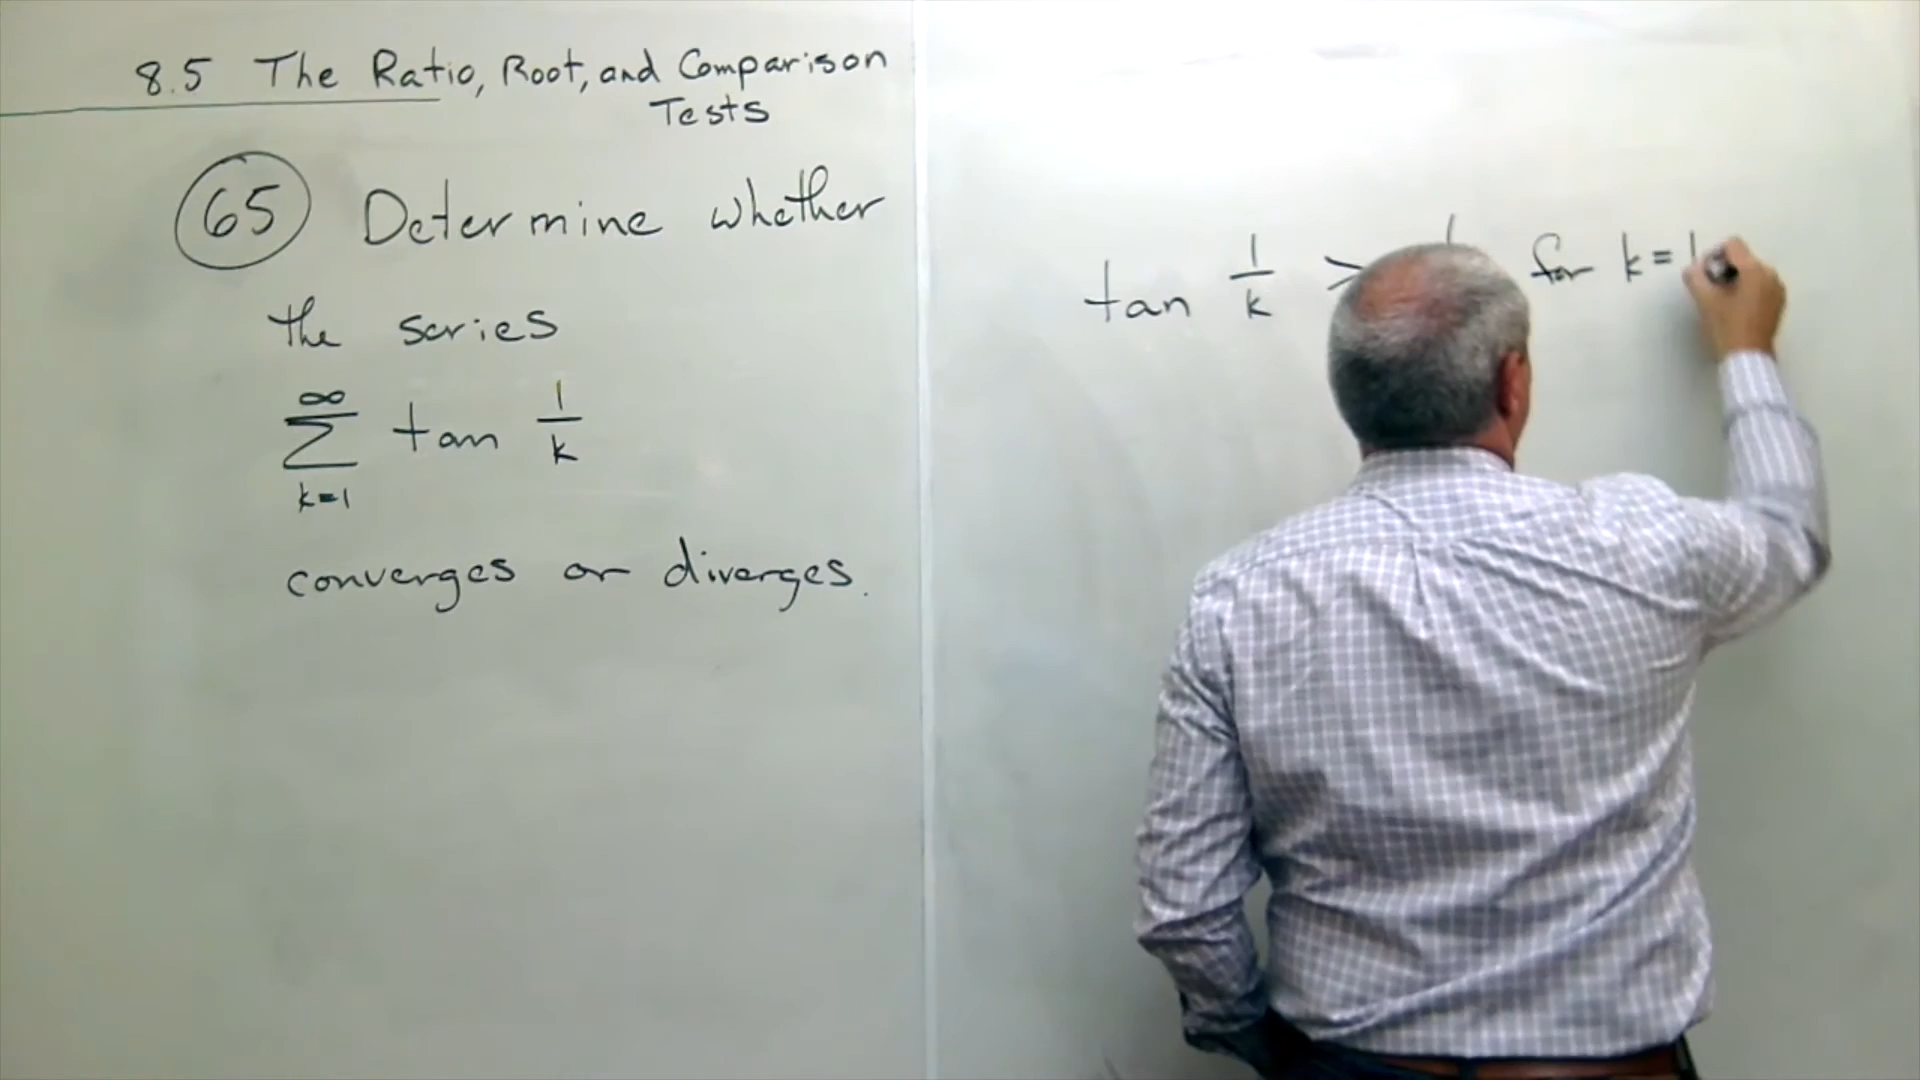 8.5 The Ratio, Root, and Comparison
Tests
65 Determine whether
the series
∞
∑ tan 1/k
k=1
converges or diverges.
tan 1/k > 1 for k=1